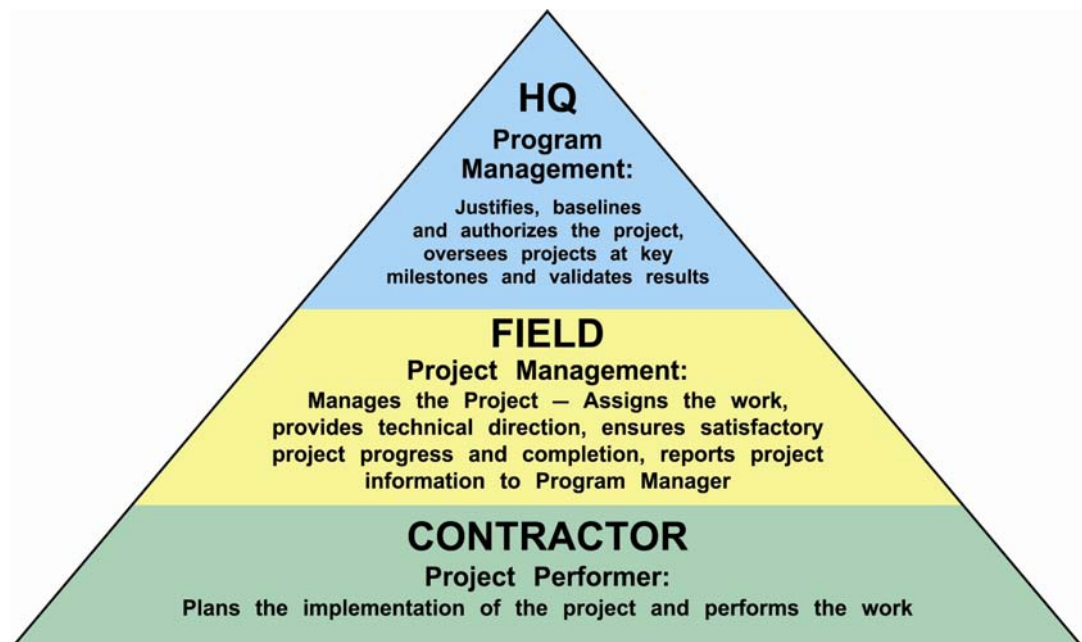 HQ
Program
Management:
Justifies, baselines
and authorizes the project,
oversees projects at key
milestones and validates results
FIELD
Project Management:
Manages the Project — Assigns the work,
provides technical direction, ensures satisfactory
project progress and completion, reports project
information to Program Manager
CONTRACTOR
Project Performer:
Plans the implementation of the project and performs the work